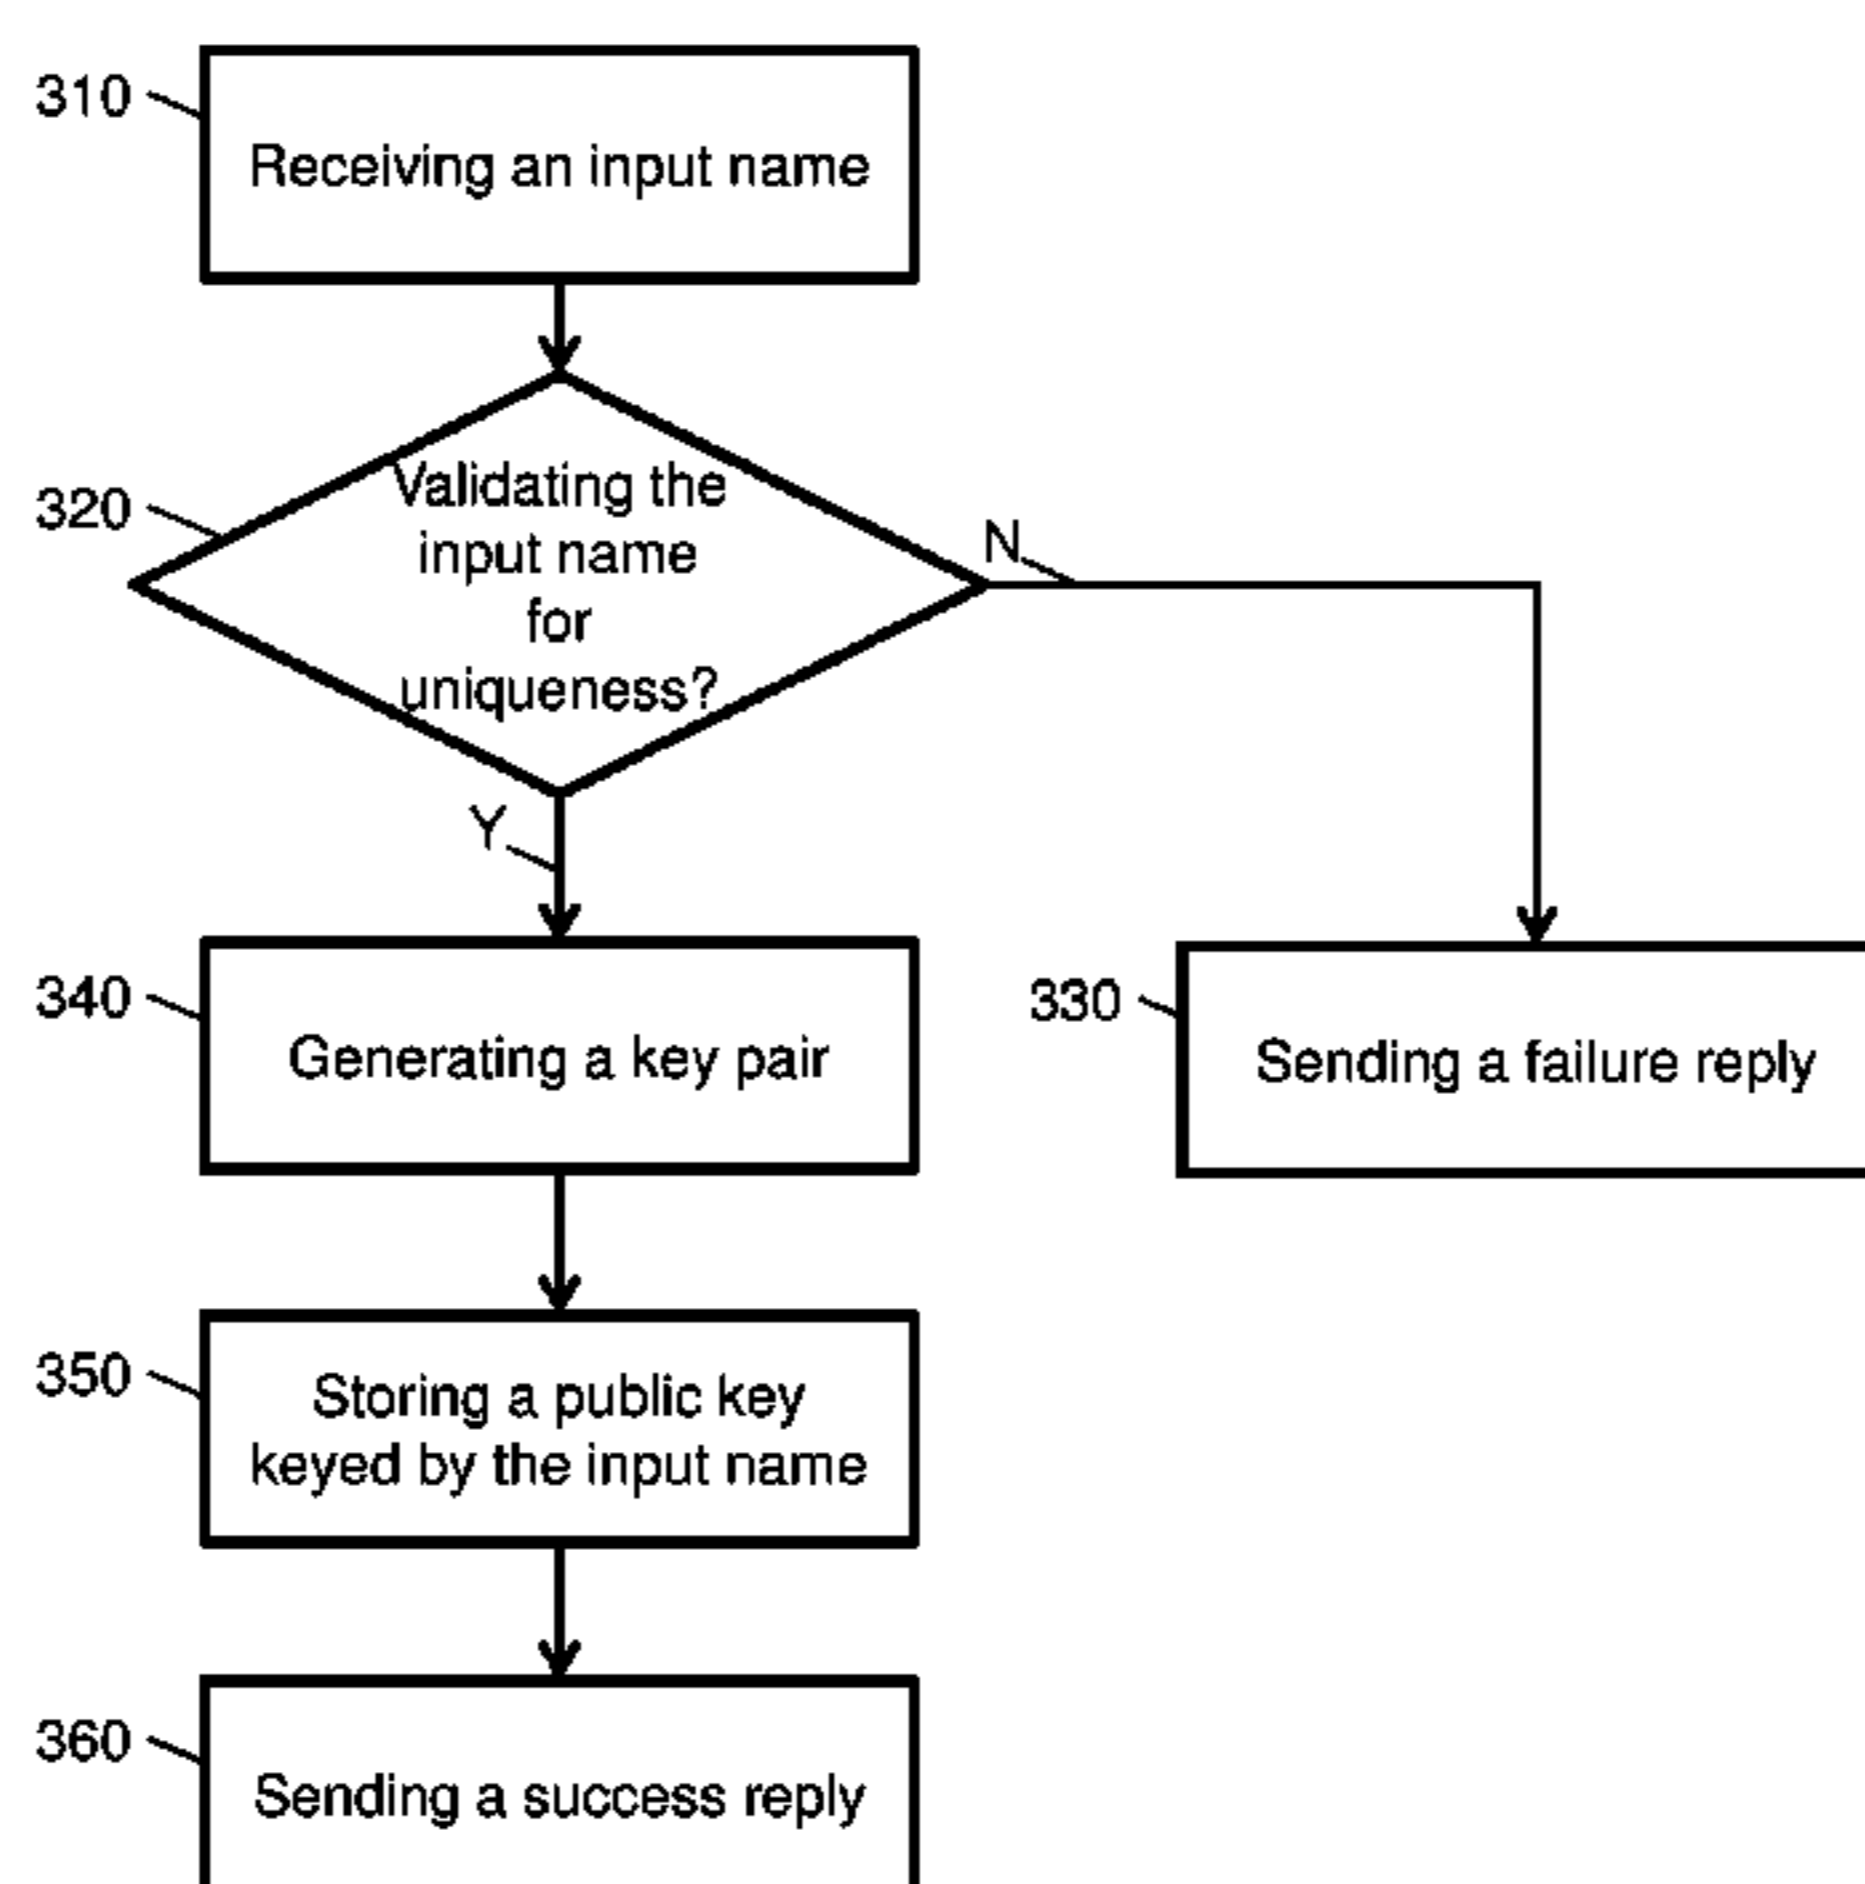 310
Receiving an input name
320
Validating the
input name
for
uniqueness?
N
Y
340
Generating a key pair
330
Sending a failure reply
350
Storing a public key
keyed by the input name
360
Sending a success reply